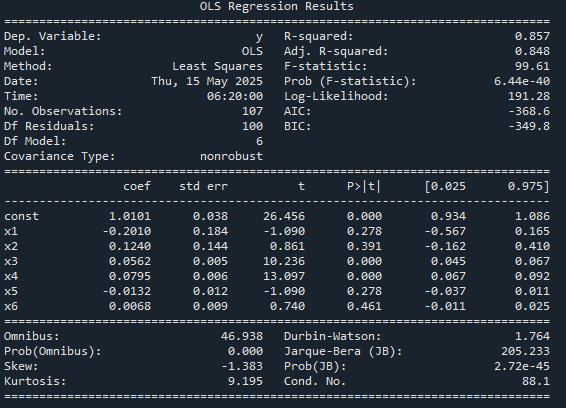 OLS Regression Results
==============================================================================
Dep. Variable:                      y   R-squared:                       0.857
Model:                            OLS   Adj. R-squared:                  0.848
Method:                 Least Squares   F-statistic:                     99.61
Date:                Thu, 15 May 2025   Prob (F-statistic):           6.44e-40
Time:                        06:20:00   Log-Likelihood:                 191.28
No. Observations:                 107   AIC:                            -368.6
Df Residuals:                     100   BIC:                            -349.8
Df Model:                           6
Covariance Type:            nonrobust
==============================================================================
                 coef    std err          t      P>|t|      [0.025      0.975]
------------------------------------------------------------------------------
const          1.0101      0.038     26.456      0.000       0.934       1.086
x1            -0.2010      0.184     -1.090      0.278      -0.567       0.165
x2             0.1240      0.144      0.861      0.391      -0.162       0.410
x3             0.0562      0.005     10.236      0.000       0.045       0.067
x4             0.0795      0.006     13.097      0.000       0.067       0.092
x5            -0.0132      0.012     -1.090      0.278      -0.037       0.011
x6             0.0068      0.009      0.740      0.461      -0.011       0.025
==============================================================================
Omnibus:                       46.938   Durbin-Watson:                   1.764
Prob(Omnibus):                  0.000   Jarque-Bera (JB):              205.233
Skew:                          -1.383   Prob(JB):                     2.72e-45
Kurtosis:                       9.195   Cond. No.                         88.1
==============================================================================